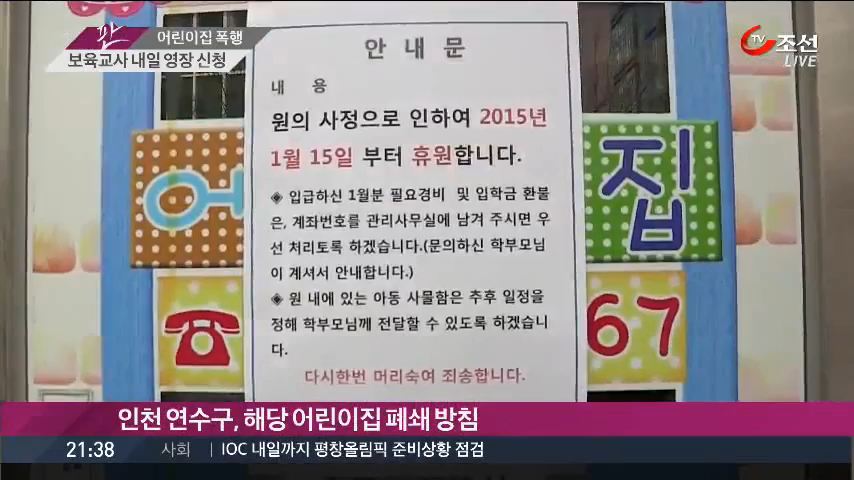 판
어린이집 폭행
보육교사 내일 영장 신청
TV조선
LIVE
안 내 문
내 용
원의 사정으로 인하여 2015년
1월 15일 부터 휴원합니다.
◈ 입급하신 1월분 필요경비 및 입학금 환불
은, 계좌번호를 관리사무실에 남겨 주시면 우
선 처리토록 하겠습니다.(문의하신 학부모님
이 계셔서 안내합니다.)
◈ 원 내에 있는 아동 사물함은 추후 일정을
정해 학부모님께 전달할 수 있도록 하겠습니
다.
다시한번 머리숙여 죄송합니다.
어
집
67
인천 연수구, 해당 어린이집 폐쇄 방침
21:38 사회 IOC 내일까지 평창올림픽 준비상황 점검